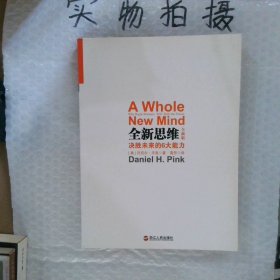 实物拍摄
A Whole
New Mind
全新思维
决胜未来的6大能力
Daniel H. Pink
浙江人民出版社